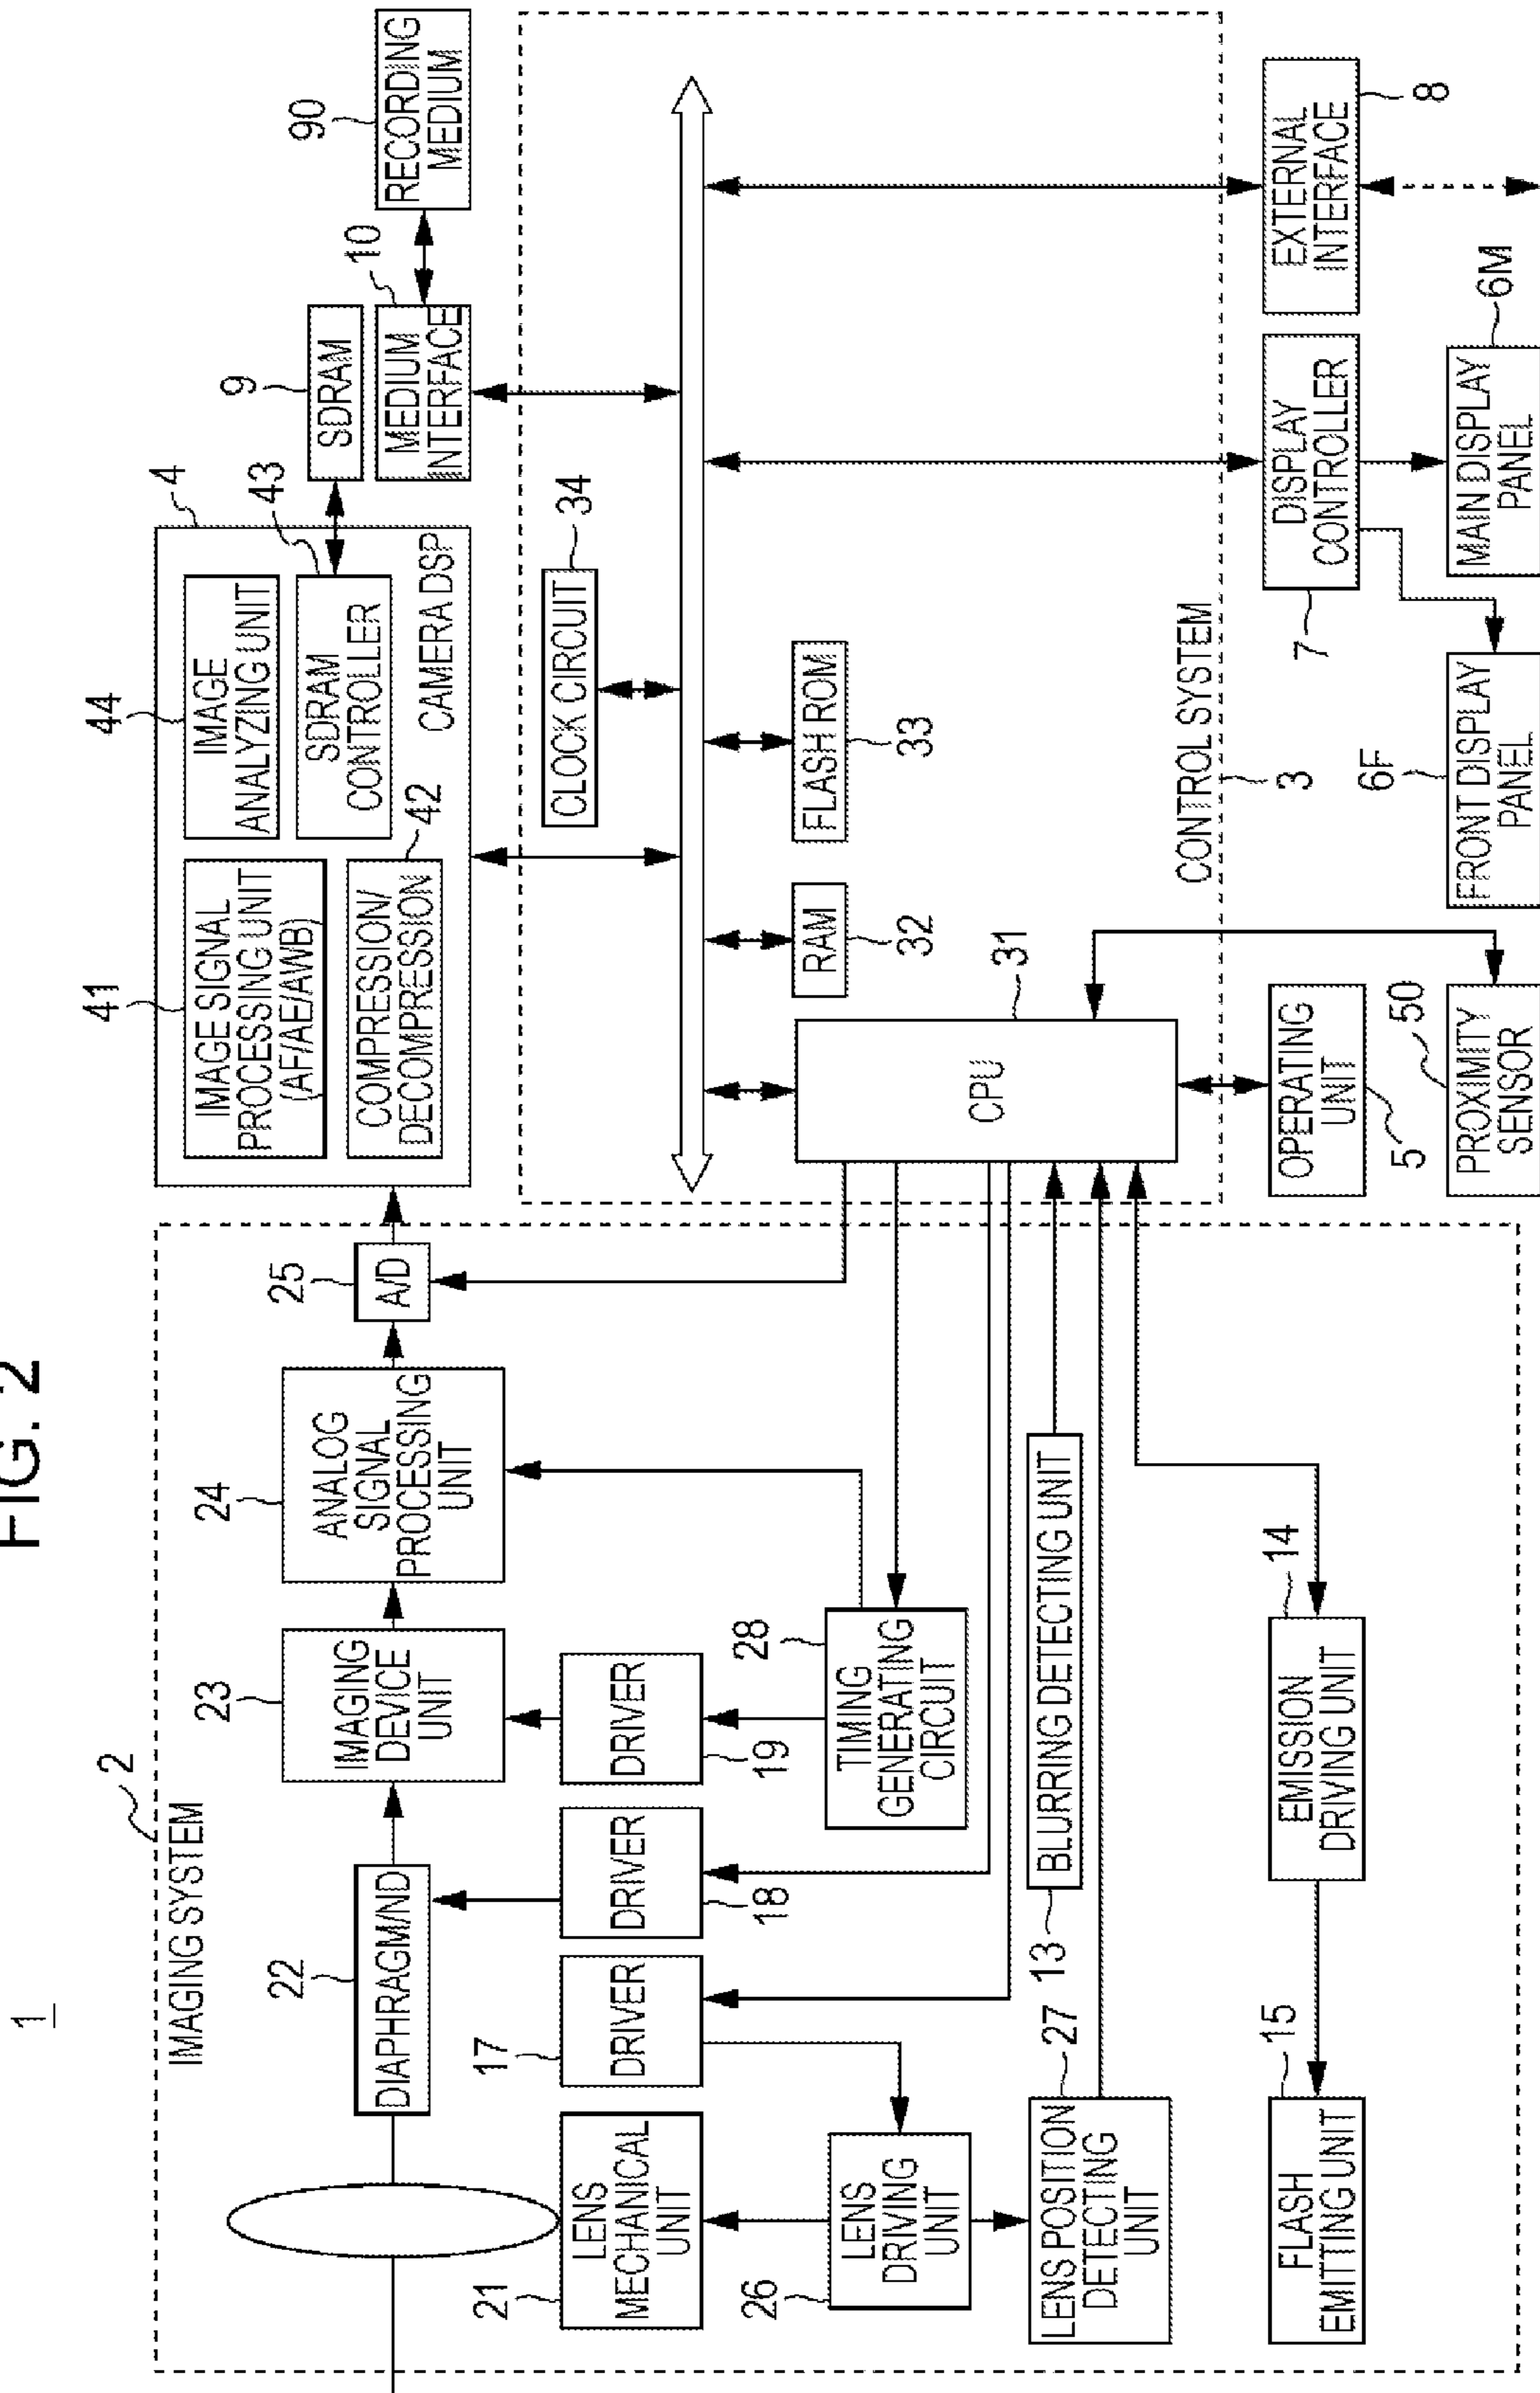 FIG. 2
1
IMAGING SYSTEM
2
22
DIAPHRAGM/ND
23
IMAGING
DEVICE
UNIT
24
ANALOG
SIGNAL
PROCESSING
UNIT
25
A/D
21
LENS
MECHANICAL
UNIT
17
DRIVER
DRIVER
18
DRIVER
19
26
LENS
DRIVING
UNIT
28
TIMING
GENERATING
CIRCUIT
LENS POSITION
DETECTING
UNIT
27
13
BLURRING DETECTING UNIT
FLASH
EMITTING UNIT
15
EMISSION
DRIVING UNIT
14
4
CAMERA DSP
41
IMAGE SIGNAL
PROCESSING UNIT
(AF/AE/AWB)
44
IMAGE
ANALYZING UNIT
COMPRESSION/
DECOMPRESSION
42
SDRAM
CONTROLLER
43
9
SDRAM
MEDIUM
INTERFACE
10
90
RECORDING
MEDIUM
CLOCK CIRCUIT
34
CPU
31
RAM
32
FLASH ROM
33
CONTROL SYSTEM
3
OPERATING
UNIT
5
PROXIMITY
SENSOR
50
DISPLAY
CONTROLLER
7
EXTERNAL
INTERFACE
8
6F
FRONT DISPLAY
PANEL
MAIN DISPLAY
PANEL
6M